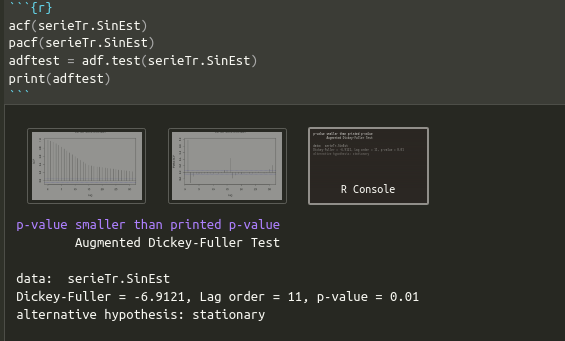 ```{r}
acf(serieTr.SinEst)
pacf(serieTr.SinEst)
adftest = adf.test(serieTr.SinEst)
print(adftest)
```
R Console
p-value smaller than printed p-value
Augmented Dickey-Fuller Test
data:  serieTr.SinEst
Dickey-Fuller = -6.9121, Lag order = 11, p-value = 0.01
alternative hypothesis: stationary